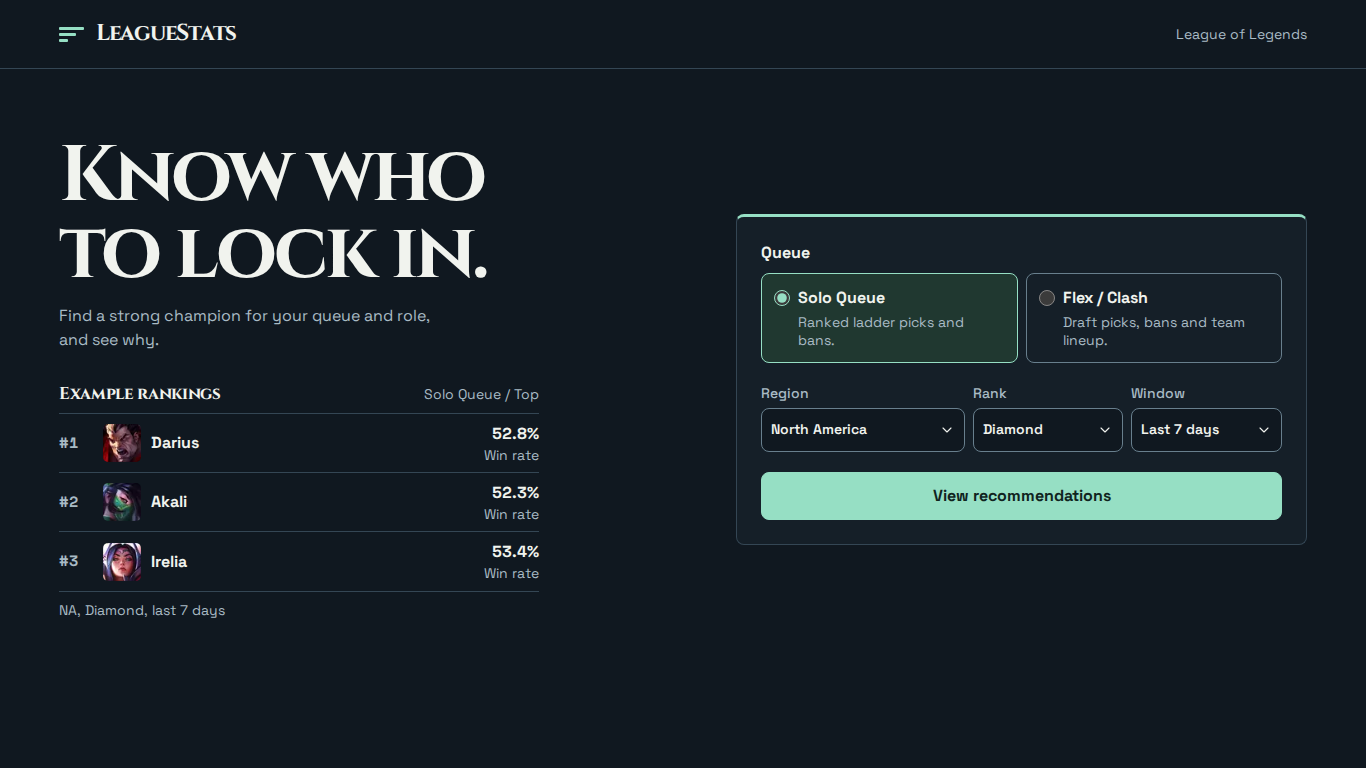 LeagueStats
League of Legends
Know who
to lock in.
Find a strong champion for your queue and role,
and see why.
Example rankings
Solo Queue / Top
#1 Darius 52.8%
Win rate
#2 Akali 52.3%
Win rate
#3 Irelia 53.4%
Win rate
NA, Diamond, last 7 days
Queue
Solo Queue
Ranked ladder picks and
bans.
Flex / Clash
Draft picks, bans and team
lineup.
Region
North America
Rank
Diamond
Window
Last 7 days
View recommendations